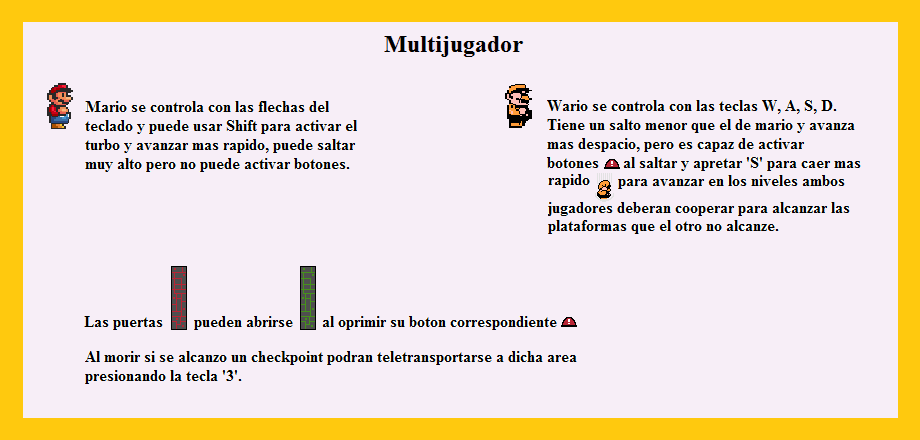 Multijugador
Mario se controla con las flechas del
teclado y puede usar Shift para activar el
turbo y avanzar mas rapido, puede saltar
muy alto pero no puede activar botones.
Wario se controla con las teclas W, A, S, D.
Tiene un salto menor que el de mario y avanza
mas despacio, pero es capaz de activar
botones al saltar y apretar 'S' para caer mas
rapido para avanzar en los niveles ambos
jugadores deberan cooperar para alcanzar las
plataformas que el otro no alcanze.
Las puertas pueden abrirse al oprimir su boton correspondiente
Al morir si se alcanzo un checkpoint podran teletransportarse a dicha area
presionando la tecla '3'.